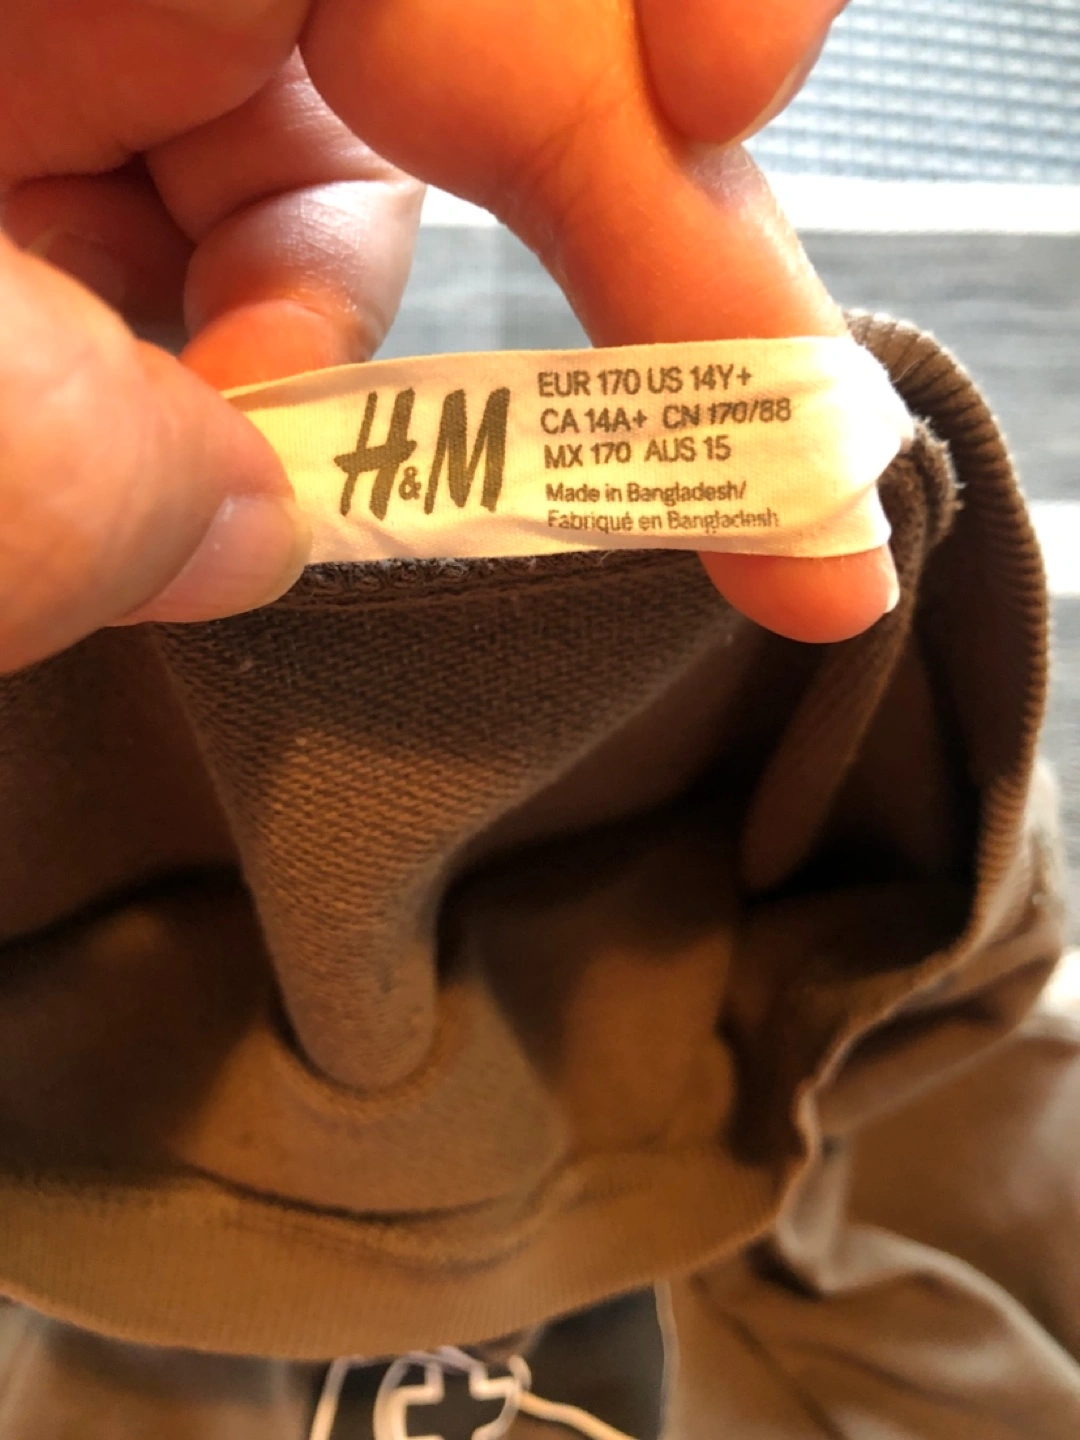 H&M
EUR 170 US 14Y+
CA 14A+ CN 170/88
MX 170 AUS 15
Made in Bangladesh/
Fabriqué en Bangladesh